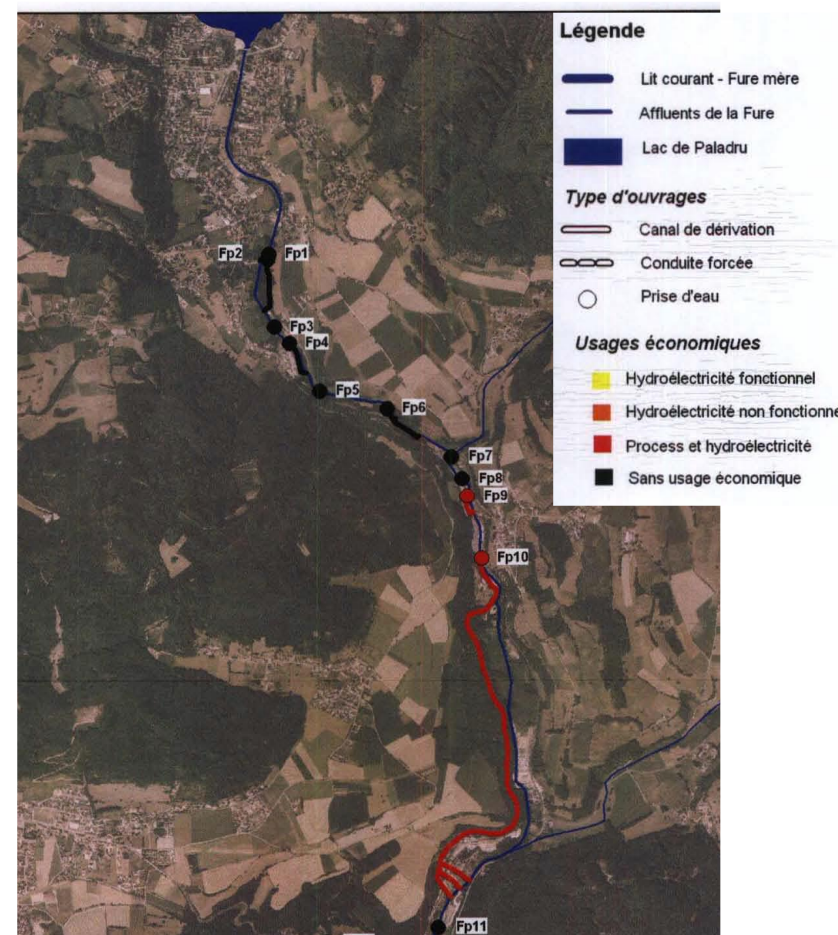 Légende
Lit courant - Fure mère
Affluents de la Fure
Lac de Paladru
Type d'ouvrages
Canal de dérivation
Conduite forcée
Prise d'eau
Usages économiques
Hydroélectricité fonctionnel
Hydroélectricité non fonctionne
Process et hydroélectricité
Sans usage économique
Fp2
Fp1
Fp3
Fp4
Fp5
Fp6
Fp7
Fp8
Fp9
Fp10
Fp11